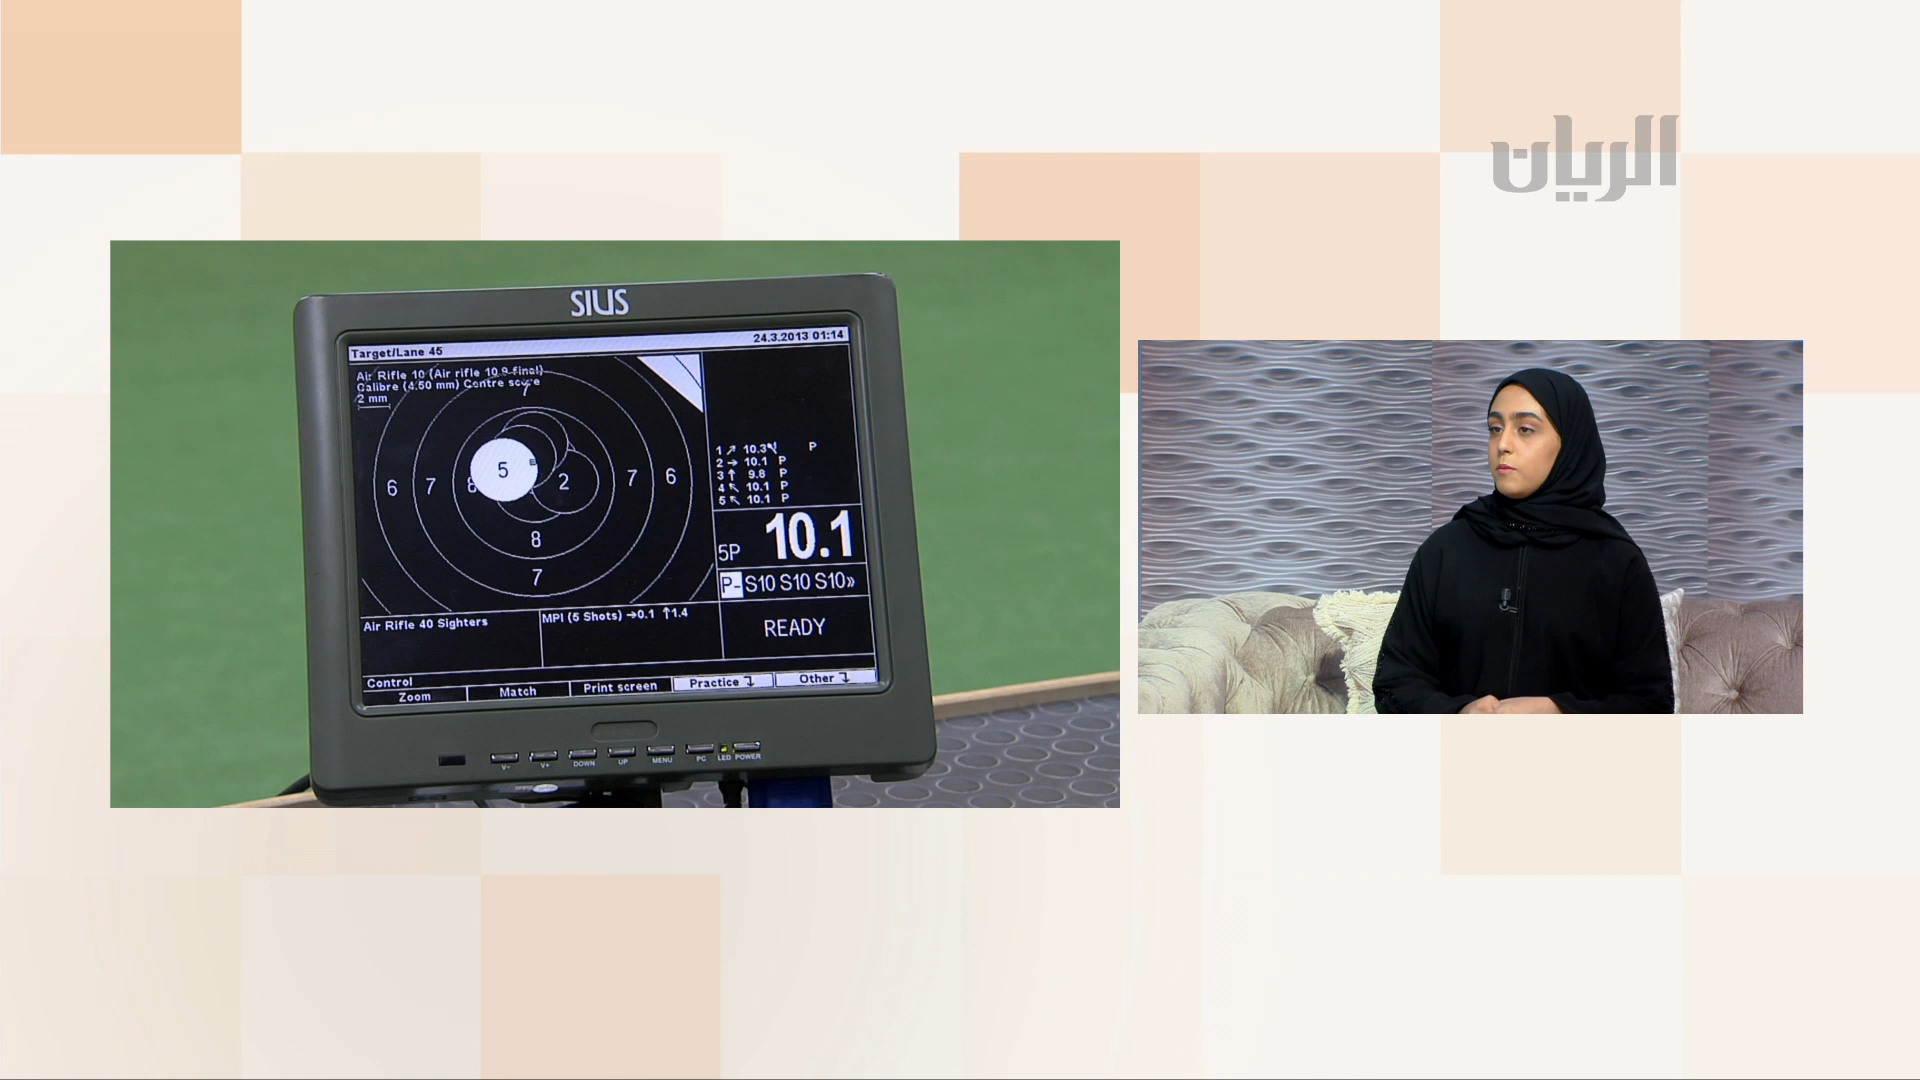 الريان
SIUS
Target/Lane 45
24.3.2013 01:14
Air Rifle 10 (Air rifle 10.9 final)
Calibre (4.50 mm) Centre score
2 mm
7
6 7 8 5 2 7 6
8
7
1 ↗ 10.3 P
2 → 10.1 P
3 ↑ 9.8 P
4 ↖ 10.1 P
5 ↖ 10.1 P
5P 10.1
P- S10 S10 S10»
Air Rifle 40 Sighters
MPI (5 Shots) →0.1 ↑1.4
READY
Control
Zoom Match Print screen Practice Other
V- V+ DOWN UP MENU PC LED POWER